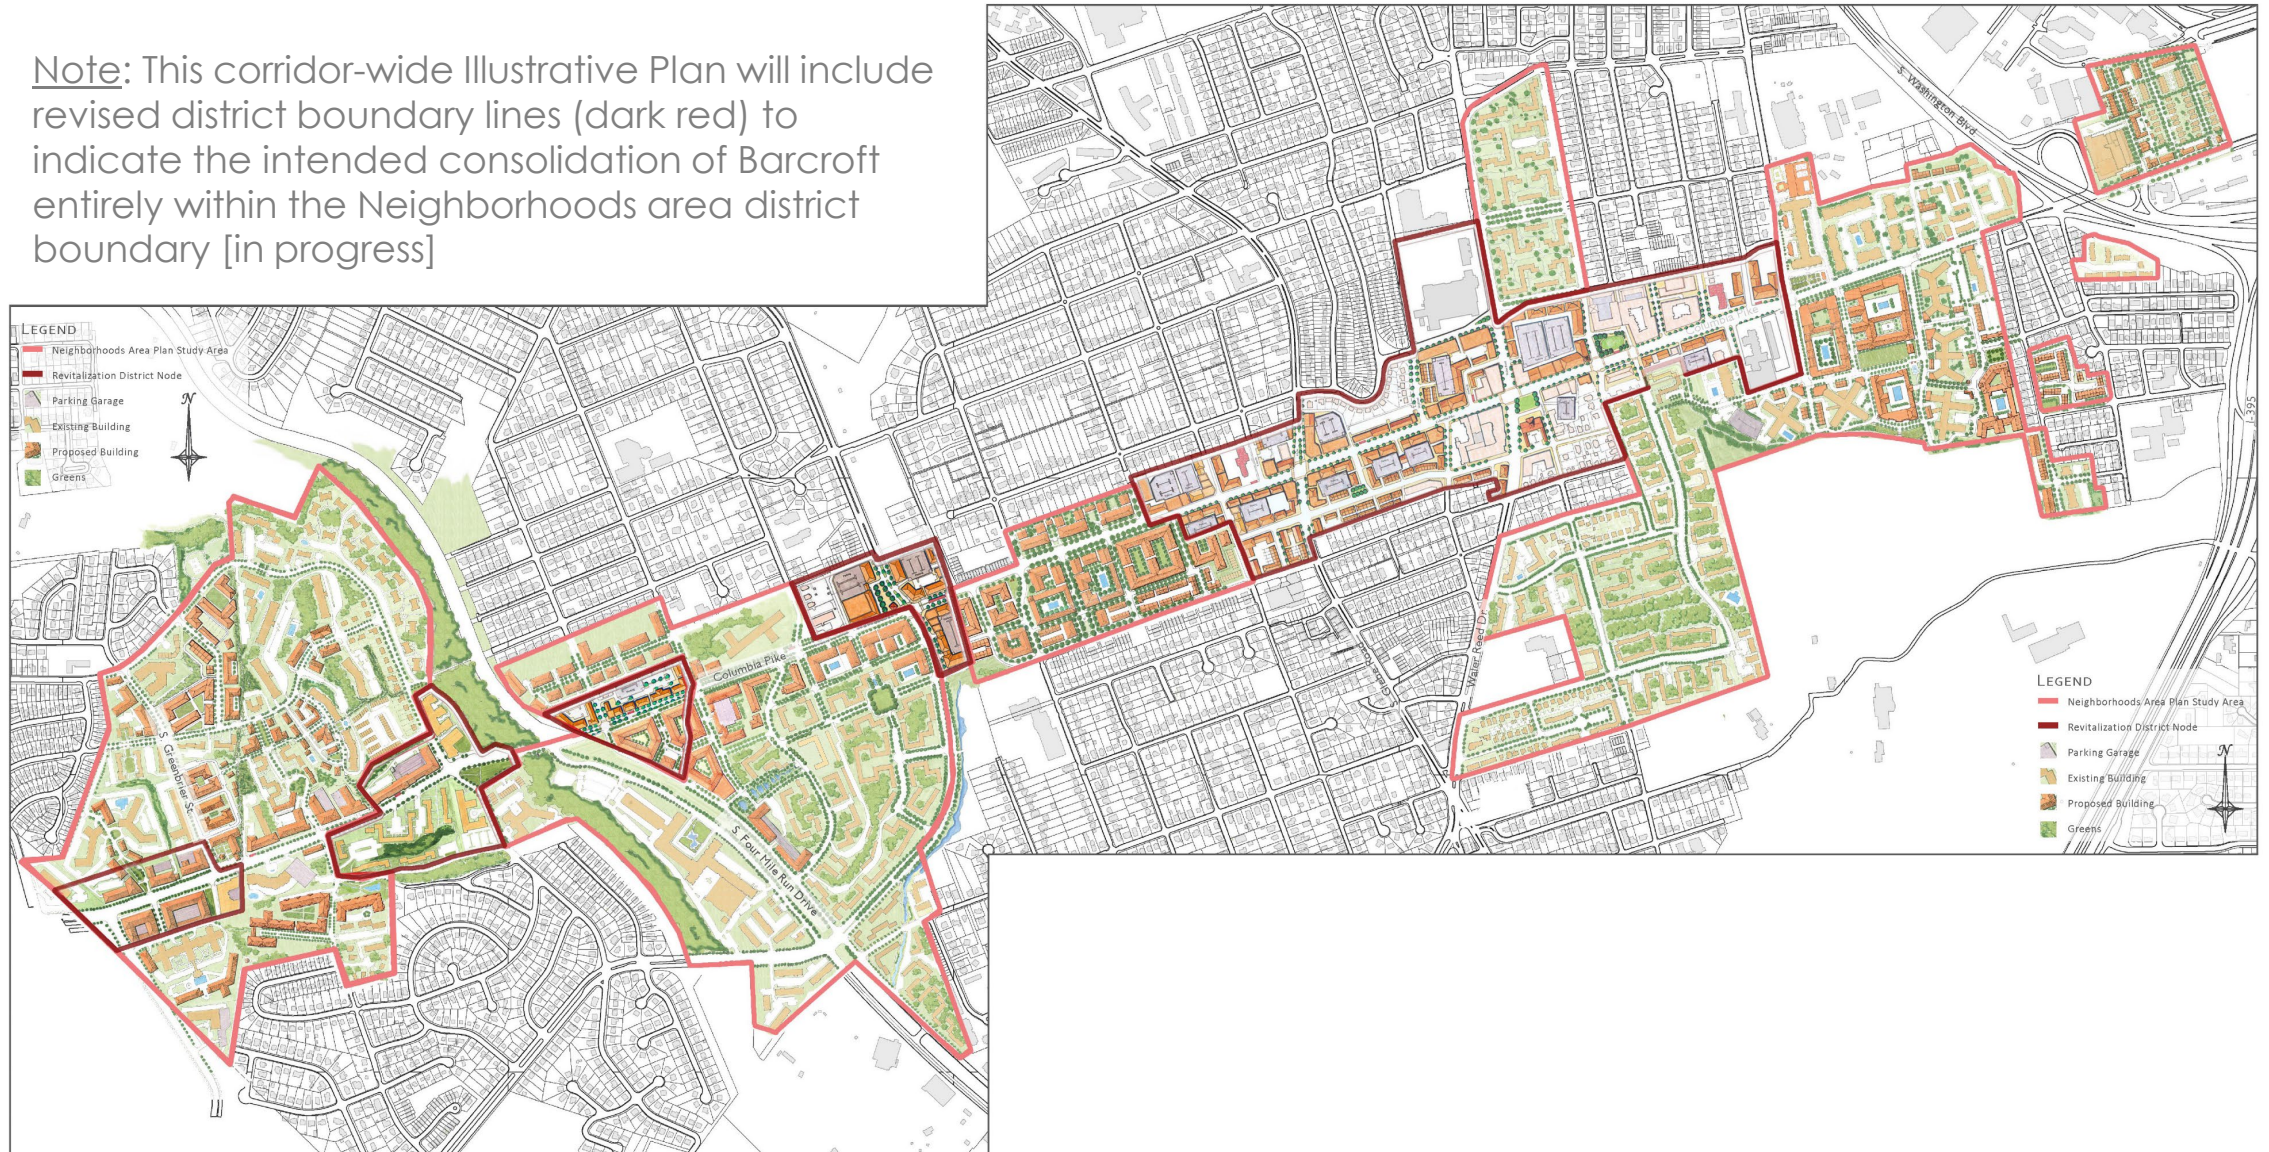 Note: This corridor-wide Illustrative Plan will include
revised district boundary lines (dark red) to
indicate the intended consolidation of Barcroft
entirely within the Neighborhoods area district
boundary [in progress]
LEGEND
Neighborhoods Area Plan Study Area
Revitalization District Node
Parking Garage
Existing Building
Proposed Building
Greens
N
S. Greenbrier St.
Columbia Pike
S. Four Mile Run Drive
S. Washington Blvd
I-395
Glebe Road
Walter Reed Dr.
LEGEND
Neighborhoods Area Plan Study Area
Revitalization District Node
Parking Garage
Existing Building
Proposed Building
Greens
N